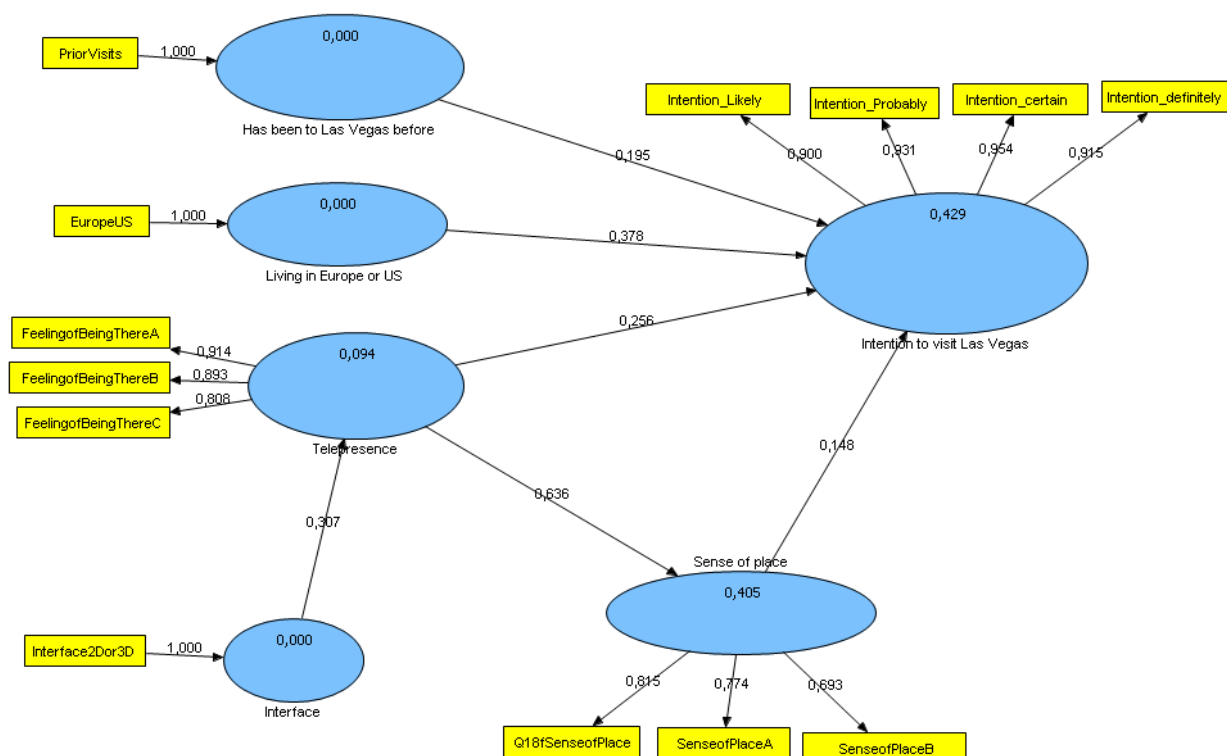 0,000
PriorVisits
1,000
Has been to Las Vegas before
Intention_Likely
Intention_Probably
Intention_certain
Intention_definitely
0,900
0,931
0,954
0,915
0,195
0,000
EuropeUS
1,000
Living in Europe or US
0,378
0,429
Intention to visit Las Vegas
FeelingofBeingThereA
0,914
FeelingofBeingThereB
0,893
FeelingofBeingThereC
0,808
0,094
Telepresence
0,256
0,148
0,307
0,636
Sense of place
0,405
Interface2Dor3D
1,000
0,000
Interface
0,815
0,774
0,693
Q18fSenseofPlace
SenseofPlaceA
SenseofPlaceB